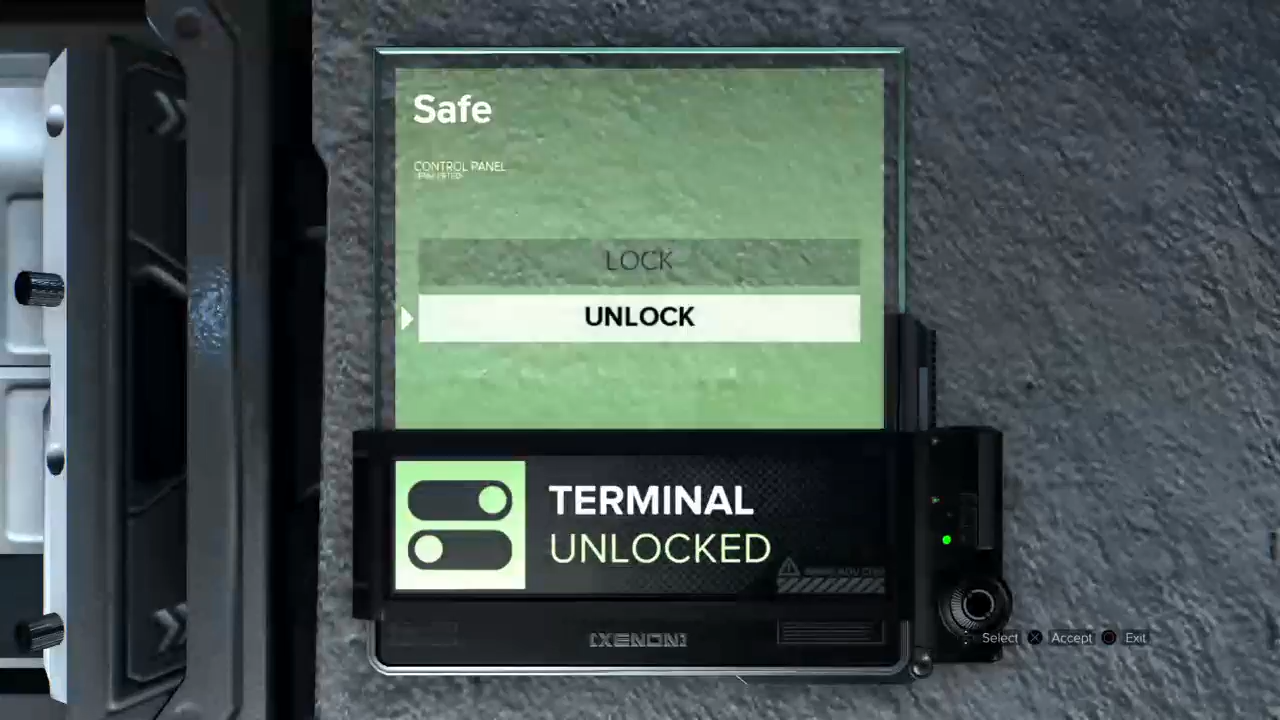 Safe
CONTROL PANEL
LOCK
UNLOCK
TERMINAL
UNLOCKED
[XENON]
Select Accept Exit